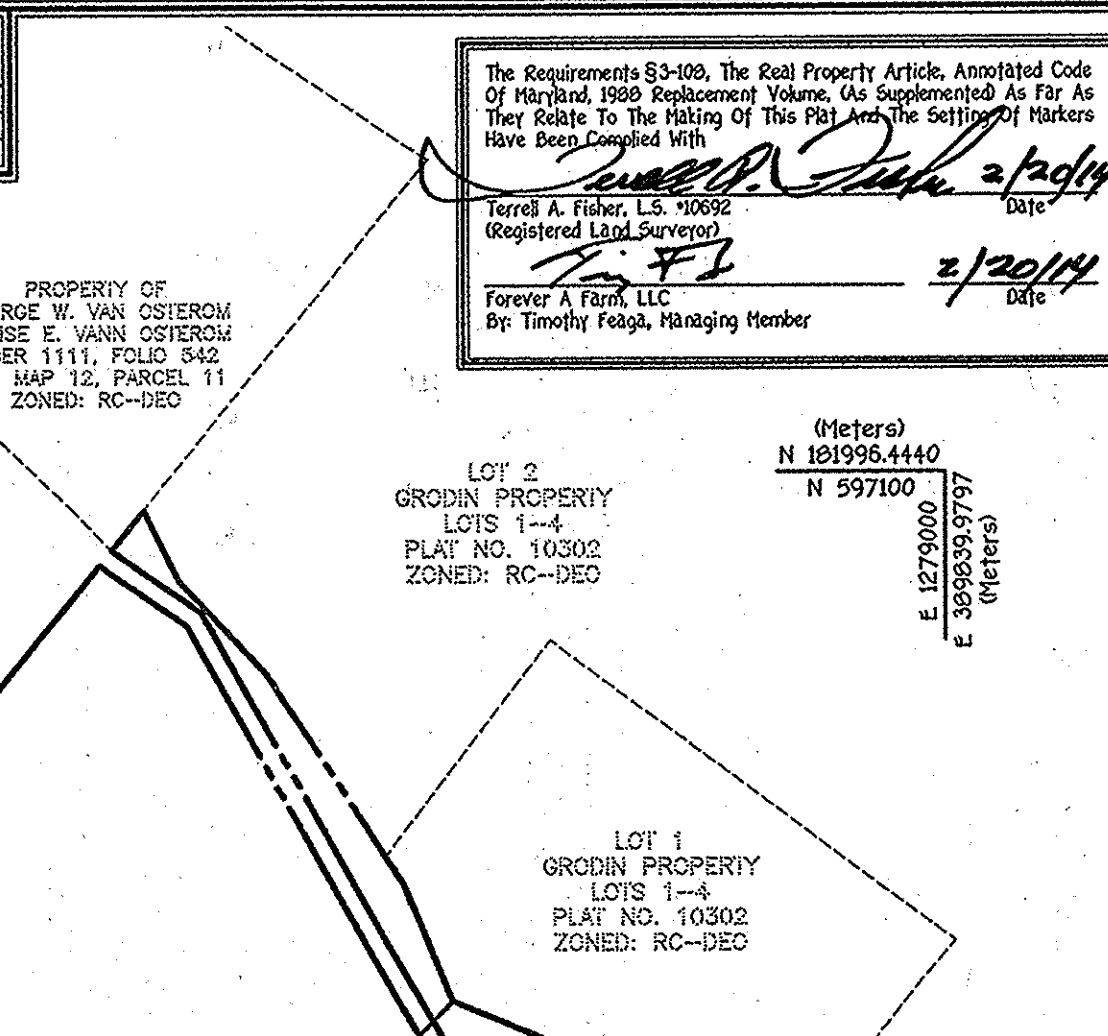 The Requirements §3-108, The Real Property Article, Annotated Code
Of Maryland, 1988 Replacement Volume, (As Supplemented) As Far As
They Relate To The Making Of This Plat And The Setting Of Markers
Have Been Complied With
2/20/14
Terrell A. Fisher, L.S. #10692
Date
(Registered Land Surveyor)
2/20/14
Forever A Farm, LLC
Date
By: Timothy Feaga, Managing Member
PROPERTY OF
RGE W. VAN OSTEROM
ISE E. VANN OSTEROM
ER 1111, FOLIO 542
MAP 12, PARCEL 11
ZONED: RC--DEO
(Meters)
N 181996.4440
N 597100
E 1279000
E 389839.9797
(Meters)
LOT 2
GRODIN PROPERTY
LOTS 1--4
PLAT NO. 10302
ZONED: RC--DEO
LOT 1
GRODIN PROPERTY
LOTS 1--4
PLAT NO. 10302
ZONED: RC--DEO